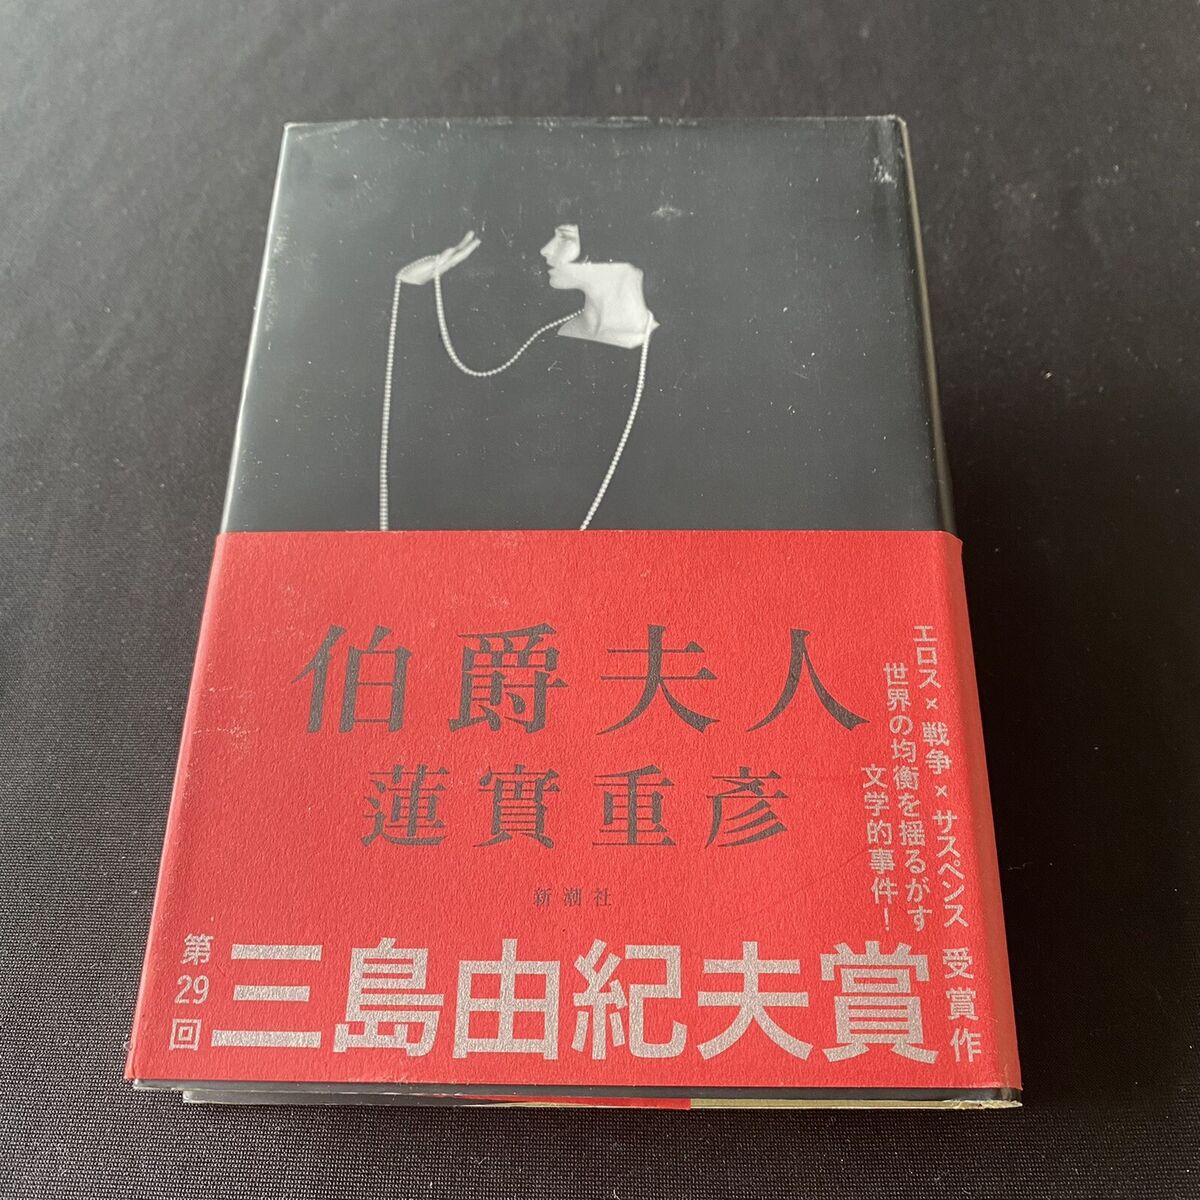 伯爵夫人
蓮實重彥
新潮社
エロス×戦争×サスペンス
世界の均衡を揺るがす
文学的事件!
第29回
三島由紀夫賞
受賞作